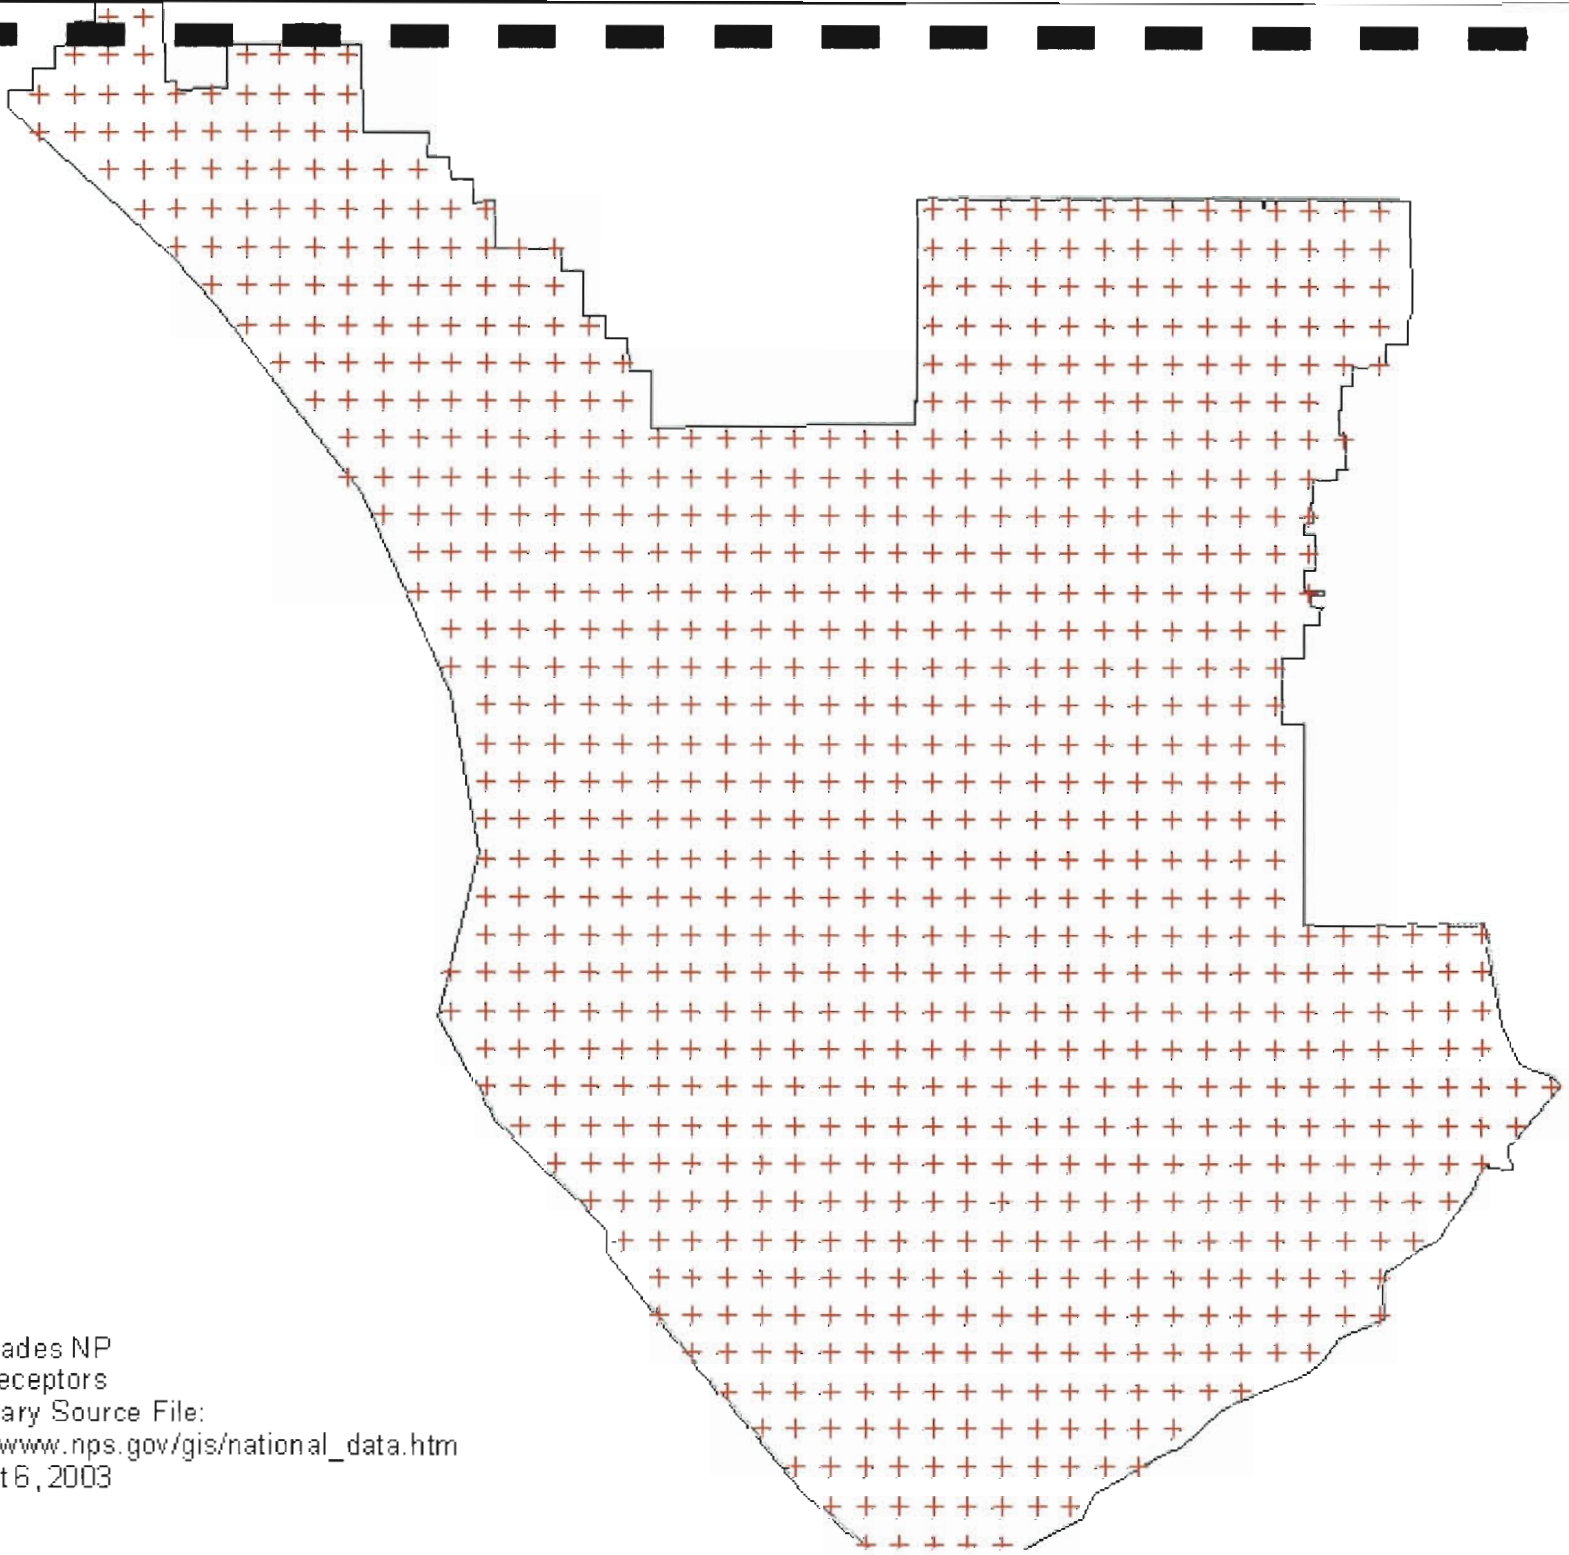 ades NP
eceptors
ary Source File:
www.nps.gov/gis/national_data.htm
t 6, 2003